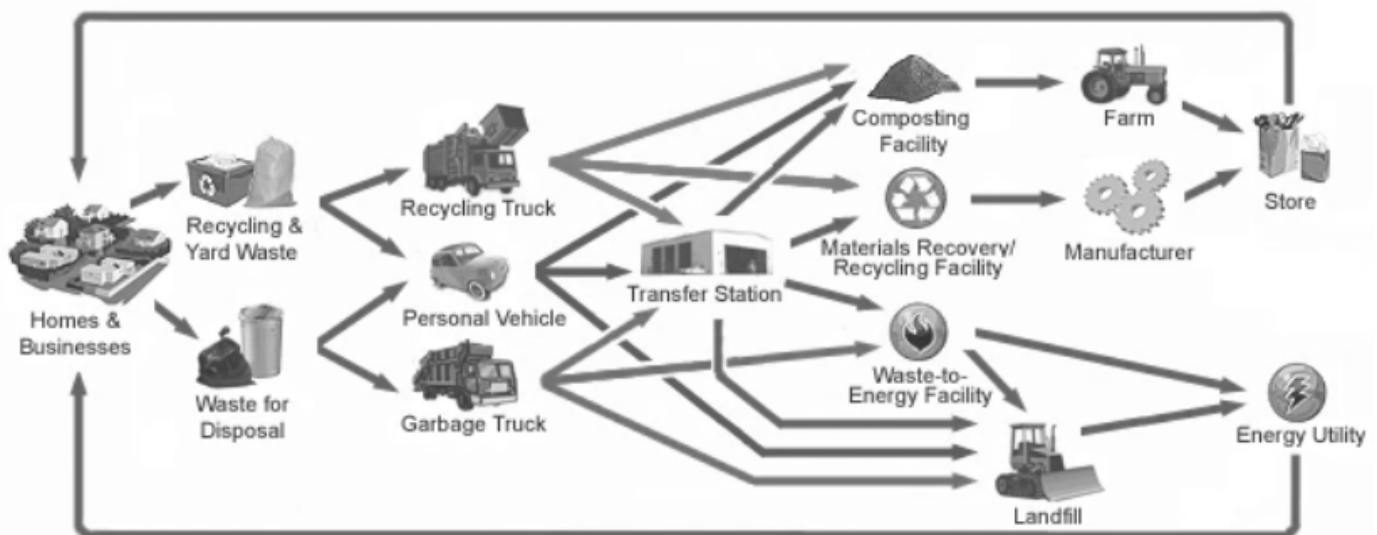 Homes &
Businesses
Recycling &
Yard Waste
Waste for
Disposal
Recycling Truck
Personal Vehicle
Garbage Truck
Transfer Station
Composting
Facility
Materials Recovery/
Recycling Facility
Waste-to-
Energy Facility
Landfill
Farm
Manufacturer
Store
Energy Utility